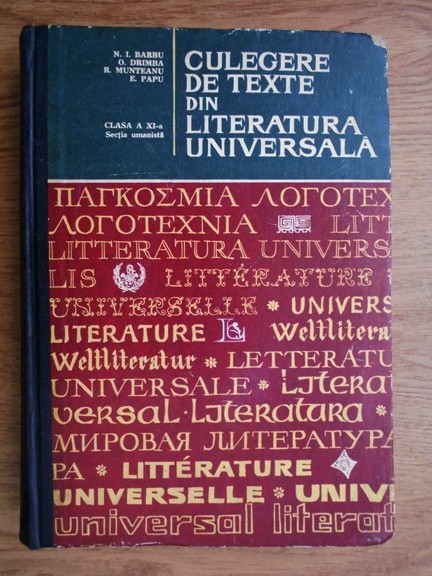 N. I. BARBU
O. DRIMBA
R. MUNTEANU
E. PAPU
CLASA A XI-a
Secția umanistă
CULEGERE
DE TEXTE
DIN
LITERATURA
UNIVERSALĂ
ΠΑΓΚΟΣΜΙΑ ΛΟΓΟΤΕΧ
ΛΟΓΟΤΕΧΝΙΑ LITT
LITTERATURA UNIVERS
LIS LITTÉRATURE
UNIVERSELLE * UNIVERS
LITERATURE L Weltlitera
Weltliteratur * LETTERATU
UNIVERSALE * Literat
versal · Literatura *
МИРОВАЯ ЛИТЕРАТУРА
РА * LITTÉRATURE
UNIVERSELLE * UNIV
universal literat